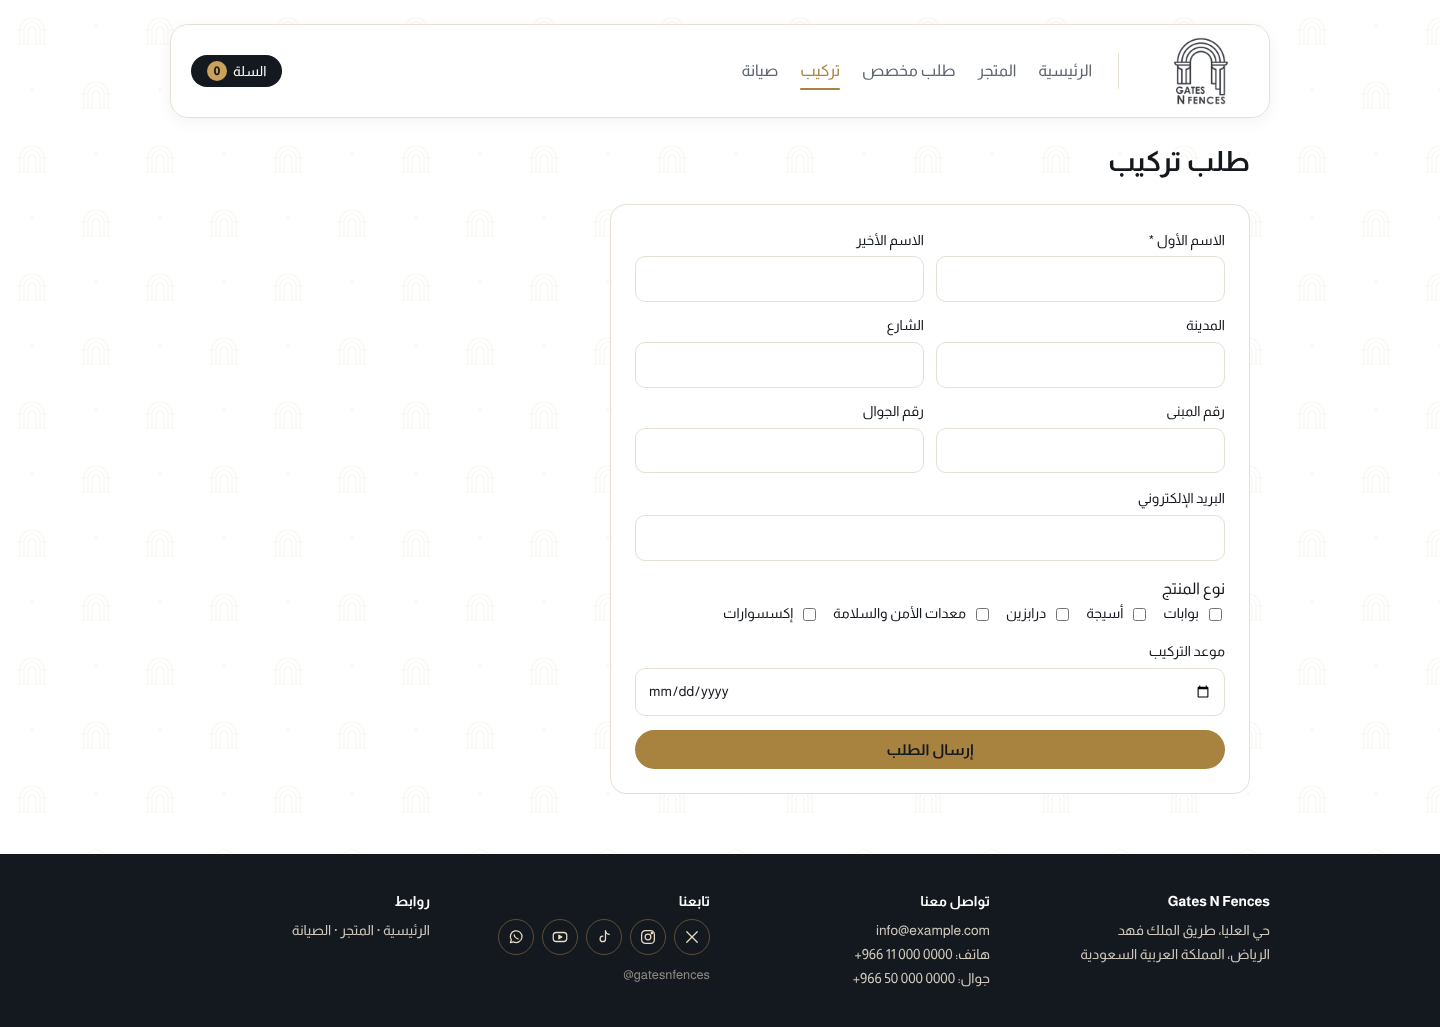 GATES
N FENCES
الرئيسية
المتجر
طلب مخصص
تركيب
صيانة
السلة 0
طلب تركيب
الاسم الأول *
الاسم الأخير
المدينة
الشارع
رقم المبنى
رقم الجوال
البريد الإلكتروني
نوع المنتج
بوابات
أسيجة
درابزين
معدات الأمن والسلامة
إكسسوارات
موعد التركيب
mm/dd/yyyy
إرسال الطلب
Gates N Fences
حي العليا، طريق الملك فهد
الرياض، المملكة العربية السعودية
تواصل معنا
info@example.com
هاتف: 0000 000 11 966+
جوال: 0000 000 50 966+
تابعنا
@gatesnfences
روابط
الرئيسية · المتجر · الصيانة